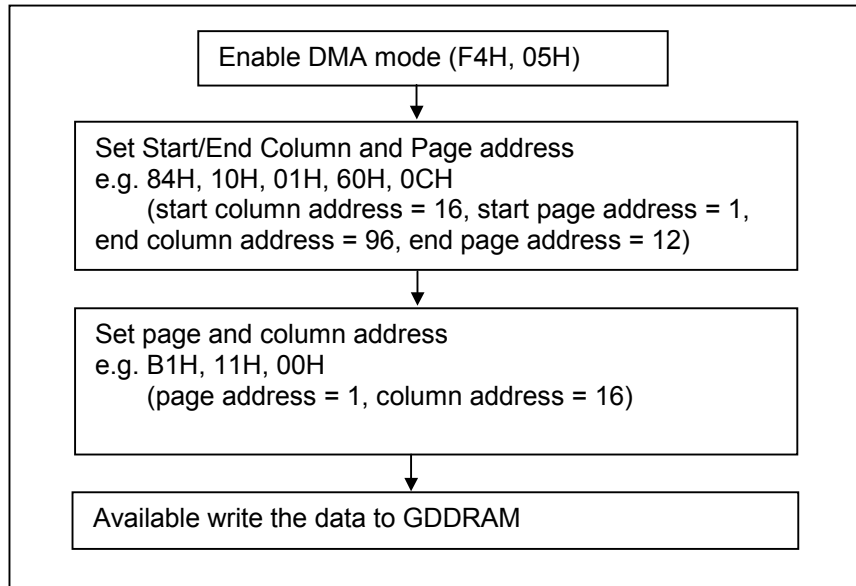 Enable DMA mode (F4H, 05H)
Set Start/End Column and Page address
e.g. 84H, 10H, 01H, 60H, 0CH
(start column address = 16, start page address = 1,
end column address = 96, end page address = 12)
Set page and column address
e.g. B1H, 11H, 00H
(page address = 1, column address = 16)
Available write the data to GDDRAM